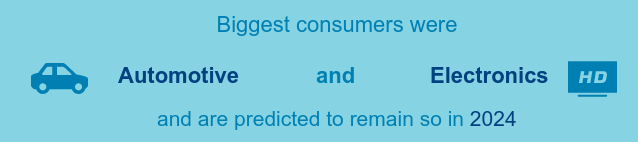 Biggest consumers were
Automotive and Electronics HD
and are predicted to remain so in 2024